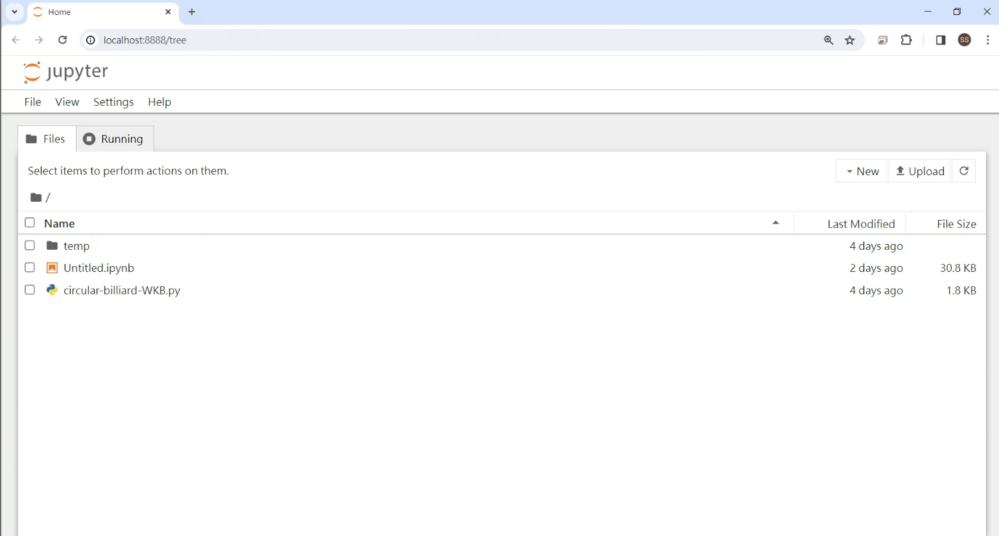 Home
localhost:8888/tree
SS
jupyter
File View Settings Help
Files Running
Select items to perform actions on them.
New Upload
/
Name Last Modified File Size
temp 4 days ago
Untitled.ipynb 2 days ago 30.8 KB
circular-billiard-WKB.py 4 days ago 1.8 KB